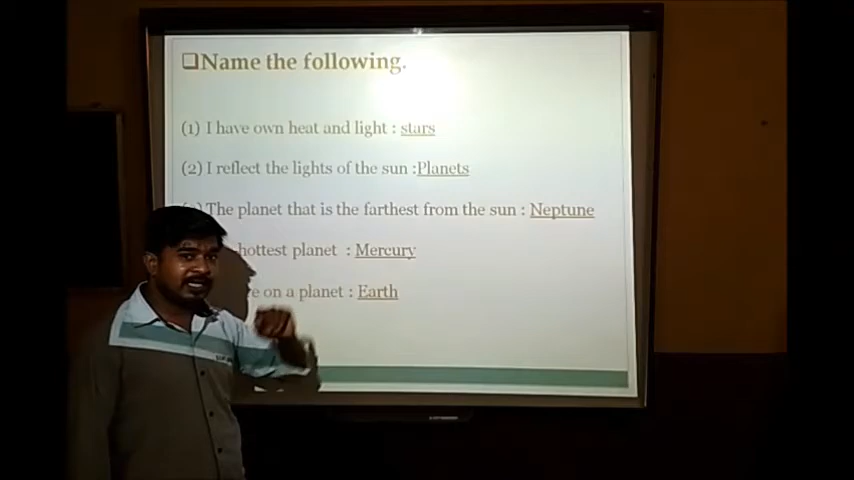 ❑Name the following.
(1) I have own heat and light : stars
(2) I reflect the lights of the sun :Planets
The planet that is the farthest from the sun : Neptune
hottest planet : Mercury
on a planet : Earth